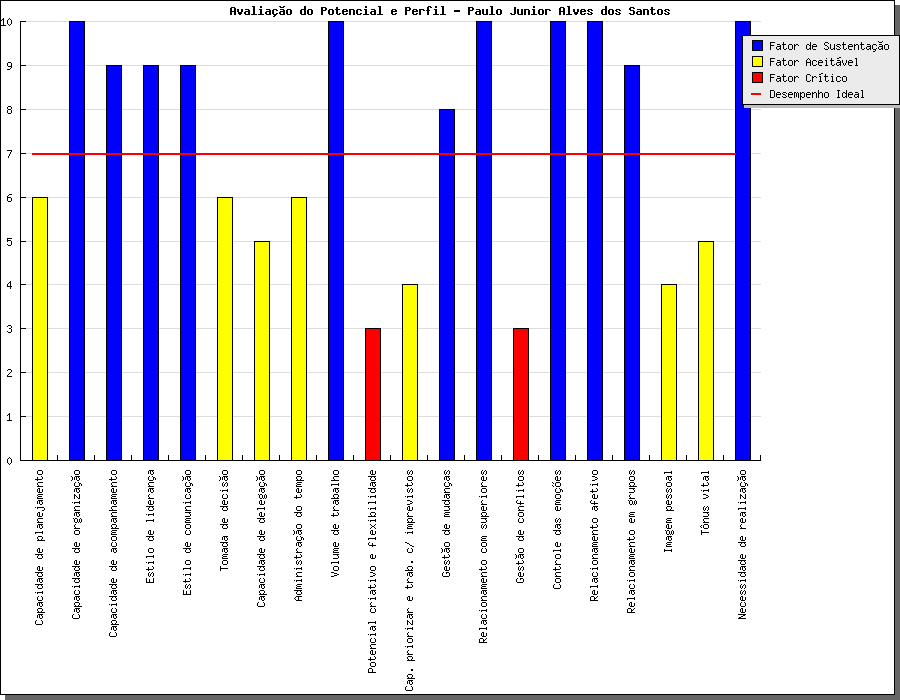 Avaliação do Potencial e Perfil - Paulo Junior Alves dos Santos
10
9
8
7
6
5
4
3
2
1
0
Fator de Sustentação
Fator Aceitável
Fator Crítico
Desempenho Ideal
Capacidade de planejamento
Capacidade de organização
Capacidade de acompanhamento
Estilo de liderança
Estilo de comunicação
Tomada de decisão
Capacidade de delegação
Administração do tempo
Volume de trabalho
Potencial criativo e flexibilidade
Cap. priorizar e trab. c/ imprevistos
Gestão de mudanças
Relacionamento com superiores
Gestão de conflitos
Controle das emoções
Relacionamento afetivo
Relacionamento em grupos
Imagem pessoal
Tônus vital
Necessidade de realização